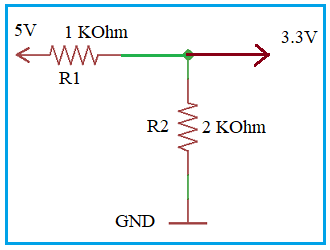 5V
1 KOhm
3.3V
R1
R2
2 KOhm
GND